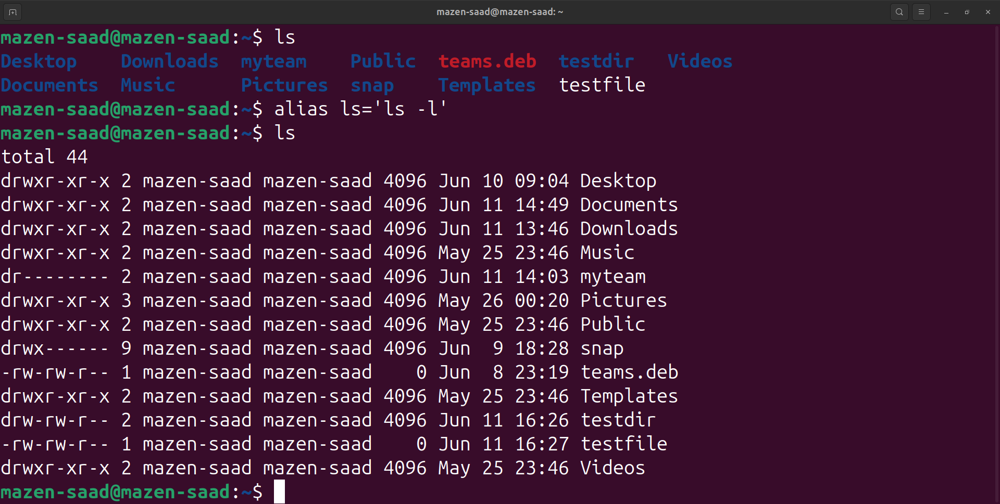 mazen-saad@mazen-saad: ~
mazen-saad@mazen-saad:~$ ls
Desktop    Downloads  myteam    Public  teams.deb  testdir   Videos
Documents  Music      Pictures  snap    Templates  testfile
mazen-saad@mazen-saad:~$ alias ls='ls -l'
mazen-saad@mazen-saad:~$ ls
total 44
drwxr-xr-x 2 mazen-saad mazen-saad 4096 Jun 10 09:04 Desktop
drwxr-xr-x 2 mazen-saad mazen-saad 4096 Jun 11 14:49 Documents
drwxr-xr-x 2 mazen-saad mazen-saad 4096 Jun 11 13:46 Downloads
drwxr-xr-x 2 mazen-saad mazen-saad 4096 May 25 23:46 Music
dr-------- 2 mazen-saad mazen-saad 4096 Jun 11 14:03 myteam
drwxr-xr-x 3 mazen-saad mazen-saad 4096 May 26 00:20 Pictures
drwxr-xr-x 2 mazen-saad mazen-saad 4096 May 25 23:46 Public
drwx------ 9 mazen-saad mazen-saad 4096 Jun  9 18:28 snap
-rw-rw-r-- 1 mazen-saad mazen-saad    0 Jun  8 23:19 teams.deb
drwxr-xr-x 2 mazen-saad mazen-saad 4096 May 25 23:46 Templates
drw-rw-r-- 2 mazen-saad mazen-saad 4096 Jun 11 16:26 testdir
-rw-rw-r-- 1 mazen-saad mazen-saad    0 Jun 11 16:27 testfile
drwxr-xr-x 2 mazen-saad mazen-saad 4096 May 25 23:46 Videos
mazen-saad@mazen-saad:~$